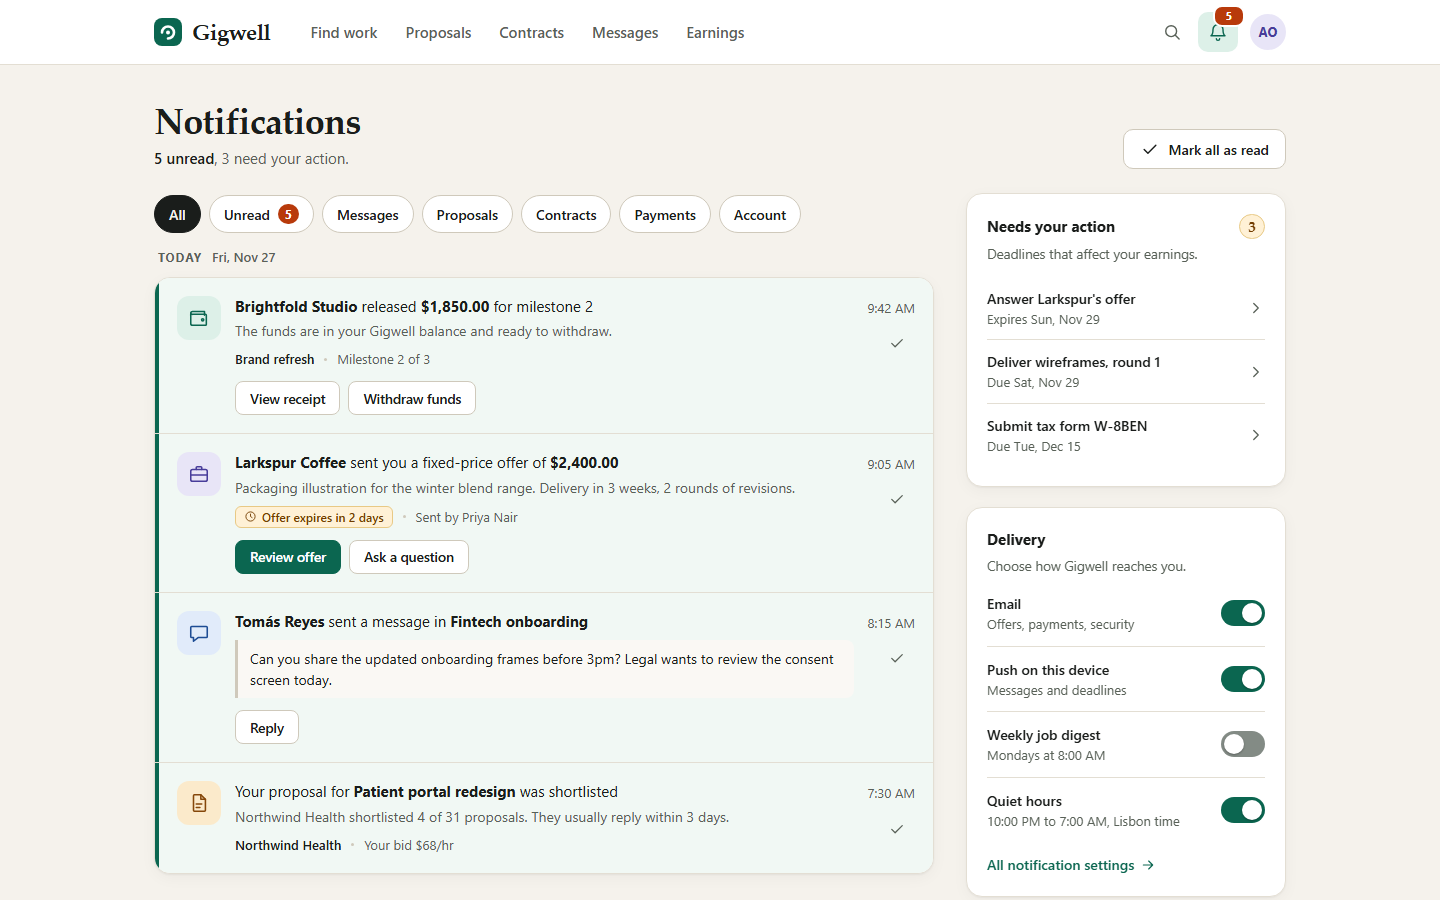 Gigwell
Find work
Proposals
Contracts
Messages
Earnings
5
AO
Notifications
5 unread, 3 need your action.
Mark all as read
All
Unread 5
Messages
Proposals
Contracts
Payments
Account
TODAY Fri, Nov 27
Brightfold Studio released $1,850.00 for milestone 2
9:42 AM
The funds are in your Gigwell balance and ready to withdraw.
Brand refresh • Milestone 2 of 3
View receipt
Withdraw funds
Larkspur Coffee sent you a fixed-price offer of $2,400.00
9:05 AM
Packaging illustration for the winter blend range. Delivery in 3 weeks, 2 rounds of revisions.
Offer expires in 2 days • Sent by Priya Nair
Review offer
Ask a question
Tomás Reyes sent a message in Fintech onboarding
8:15 AM
Can you share the updated onboarding frames before 3pm? Legal wants to review the consent
screen today.
Reply
Your proposal for Patient portal redesign was shortlisted
7:30 AM
Northwind Health shortlisted 4 of 31 proposals. They usually reply within 3 days.
Northwind Health • Your bid $68/hr
Needs your action
3
Deadlines that affect your earnings.
Answer Larkspur's offer
Expires Sun, Nov 29
Deliver wireframes, round 1
Due Sat, Nov 29
Submit tax form W-8BEN
Due Tue, Dec 15
Delivery
Choose how Gigwell reaches you.
Email
Offers, payments, security
Push on this device
Messages and deadlines
Weekly job digest
Mondays at 8:00 AM
Quiet hours
10:00 PM to 7:00 AM, Lisbon time
All notification settings →